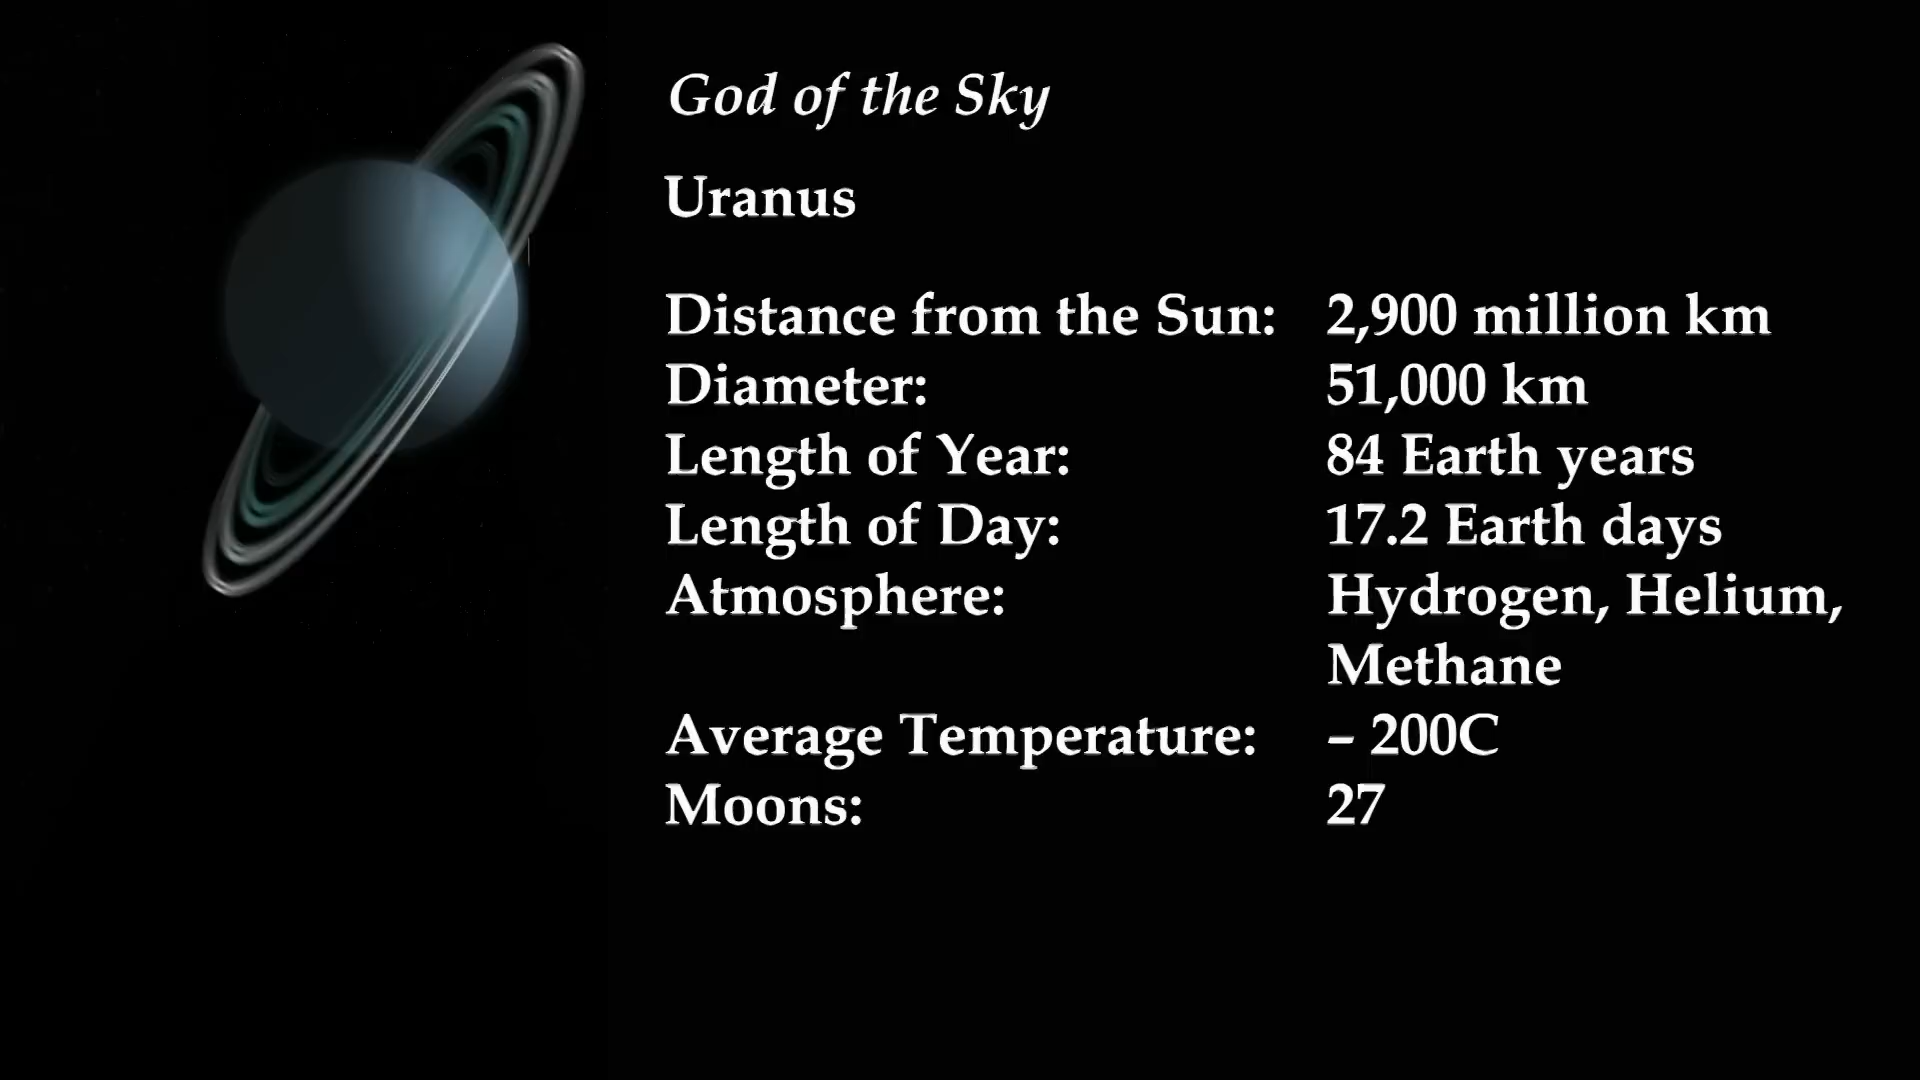 God of the Sky
Uranus
Distance from the Sun: 2,900 million km
Diameter: 51,000 km
Length of Year: 84 Earth years
Length of Day: 17.2 Earth days
Atmosphere: Hydrogen, Helium,
Methane
Average Temperature: – 200C
Moons: 27